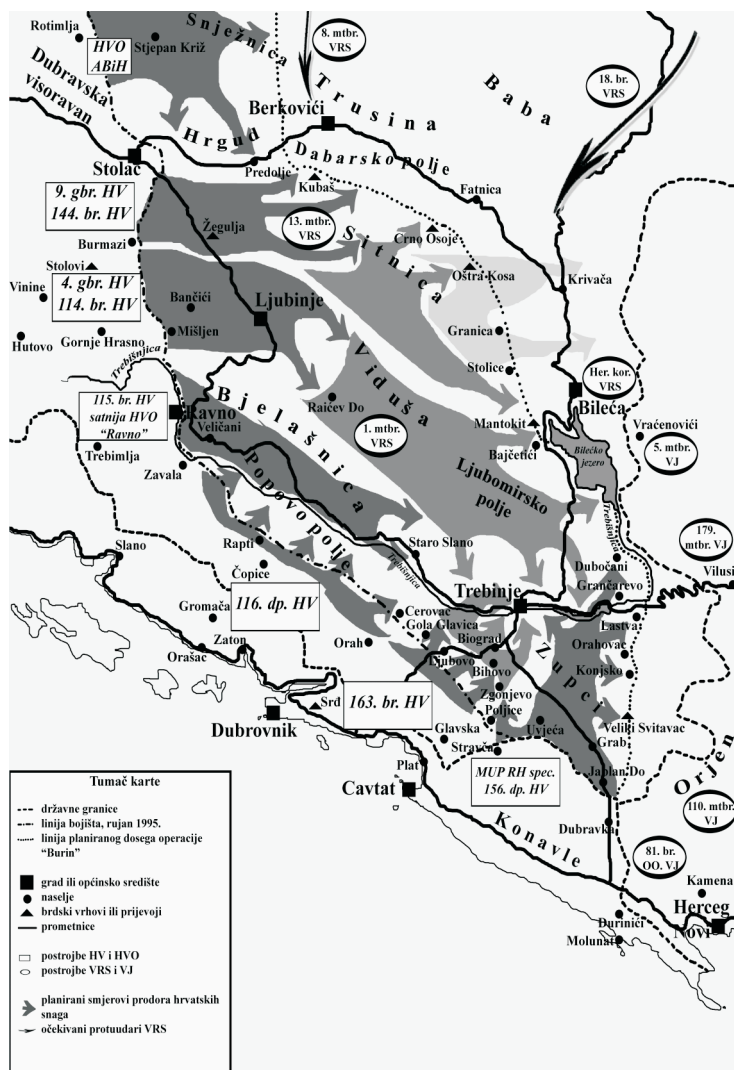 Rotimlja
Snježnica
Stjepan Križ
HVO
ABiH
Dubravska
visoravan
8. mtbr.
VRS
Trusina
Baba
18. br.
VRS
Berkovići
Hrgud
Dabarsko polje
Stolac
Predolje
Kubaš
Fatnica
9. gbr. HV
144. br. HV
Žegulja
13. mtbr.
VRS
Sitnica
Crno Osoje
Burmazi
Stolovi
Oštra Kosa
4. gbr. HV
114. br. HV
Vinine
Krivača
Bančići
Ljubinje
Granica
Hutovo
Gornje Hrasno
Mišljen
Trebišnjica
Viduša
Stolice
Her. kor.
VRS
Bileća
115. br. HV
satnija HVO
“Ravno”
Ravno
Bjelašnica
Raićev Do
Veličani
1. mtbr.
VRS
Mantokit
Bajčetići
Bilećko
jezero
Vraćenovići
5. mtbr.
VJ
Trebimlja
Zavala
Popovo polje
Ljubomirsko
polje
Trebišnjica
179.
mtbr. VJ
Slano
Rapti
Staro Slano
Trebišnjica
Čopice
Dubočani
Vilusi
Grančarevo
116. dp. HV
Trebinje
Gromača
Cerovac
Gola Glavica
Lastva
Orašac
Zaton
Orah
Biograd
Orahovac
Ljubovo
Bihovo
Zupci
Konjsko
Zgonjevo
Srđ
163. br. HV
Poljice
Dubrovnik
Glavska
Uvjeća
Veliki Svitavac
Stravča
Grab
Plat
MUP RH spec.
156. dp. HV
Jablan Do
Orjen
Cavtat
110. mtbr.
VJ
Konavle
Dubravka
81. br.
OO. VJ
Kamena
Herceg
Novi
Đurinići
Molunat
Tumač karte
državne granice
linija bojišta, rujan 1995.
linija planiranog dosega operacije
“Burin”
grad ili općinsko središte
naselje
brdski vrhovi ili prijevoji
prometnice
postrojbe HV i HVO
postrojbe VRS i VJ
planirani smjerovi prodora hrvatskih
snaga
očekivani protuudari VRS